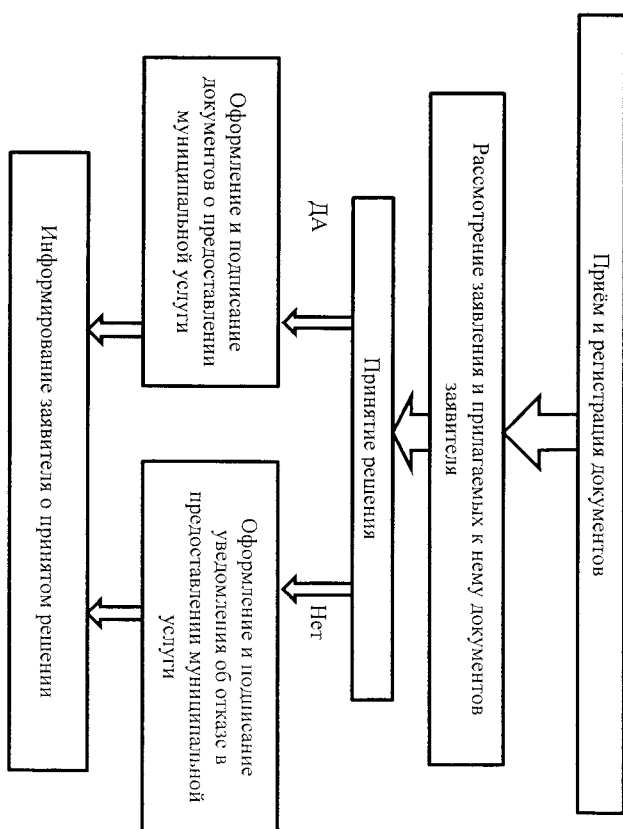 Приём и регистрация документов
Рассмотрение заявления и прилагаемых к нему документов
заявителя
Принятие решения
ДА
Нет
Оформление и подписание
документов о предоставлении
муниципальной услуги
Оформление и подписание
уведомления об отказе в
предоставлении муниципальной
услуги
Информирование заявителя о принятом решении